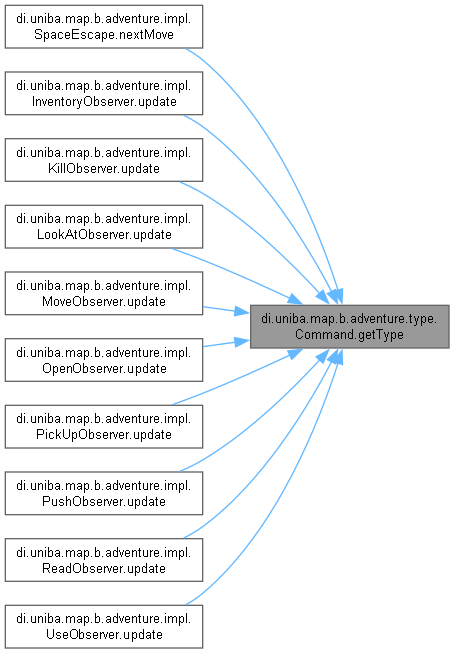 di.uniba.map.b.adventure.impl.
SpaceEscape.nextMove
di.uniba.map.b.adventure.impl.
InventoryObserver.update
di.uniba.map.b.adventure.impl.
KillObserver.update
di.uniba.map.b.adventure.impl.
LookAtObserver.update
di.uniba.map.b.adventure.impl.
MoveObserver.update
di.uniba.map.b.adventure.type.
Command.getType
di.uniba.map.b.adventure.impl.
OpenObserver.update
di.uniba.map.b.adventure.impl.
PickUpObserver.update
di.uniba.map.b.adventure.impl.
PushObserver.update
di.uniba.map.b.adventure.impl.
ReadObserver.update
di.uniba.map.b.adventure.impl.
UseObserver.update